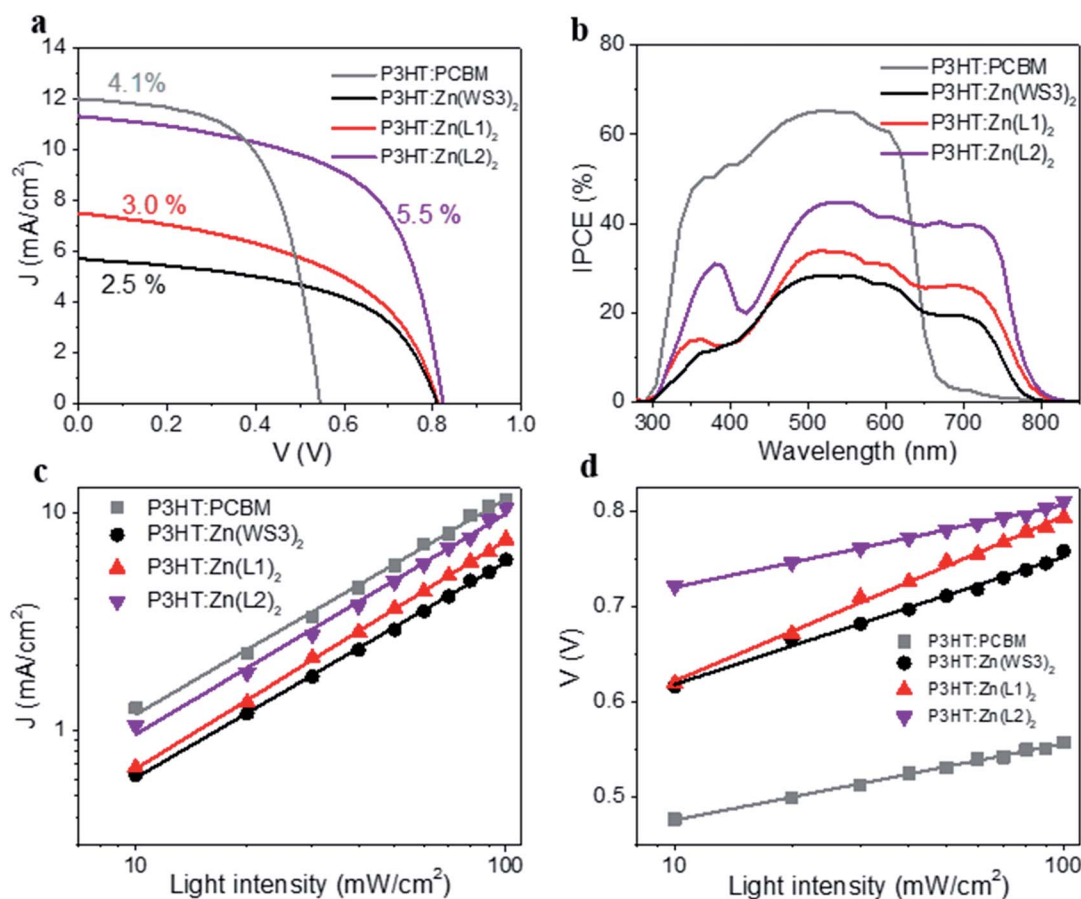 a
14
12
10
8
6
4
2
0
J (mA/cm²)
4.1%
3.0 %
2.5 %
5.5 %
P3HT:PCBM
P3HT:Zn(WS3)₂
P3HT:Zn(L1)₂
P3HT:Zn(L2)₂
0.0 0.2 0.4 0.6 0.8 1.0
V (V)
b
80
60
40
20
0
IPCE (%)
P3HT:PCBM
P3HT:Zn(WS3)₂
P3HT:Zn(L1)₂
P3HT:Zn(L2)₂
300 400 500 600 700 800
Wavelength (nm)
c
10
1
J (mA/cm²)
P3HT:PCBM
P3HT:Zn(WS3)₂
P3HT:Zn(L1)₂
P3HT:Zn(L2)₂
10 100
Light intensity (mW/cm²)
d
0.8
0.7
0.6
0.5
V (V)
P3HT:PCBM
P3HT:Zn(WS3)₂
P3HT:Zn(L1)₂
P3HT:Zn(L2)₂
10 100
Light intensity (mW/cm²)